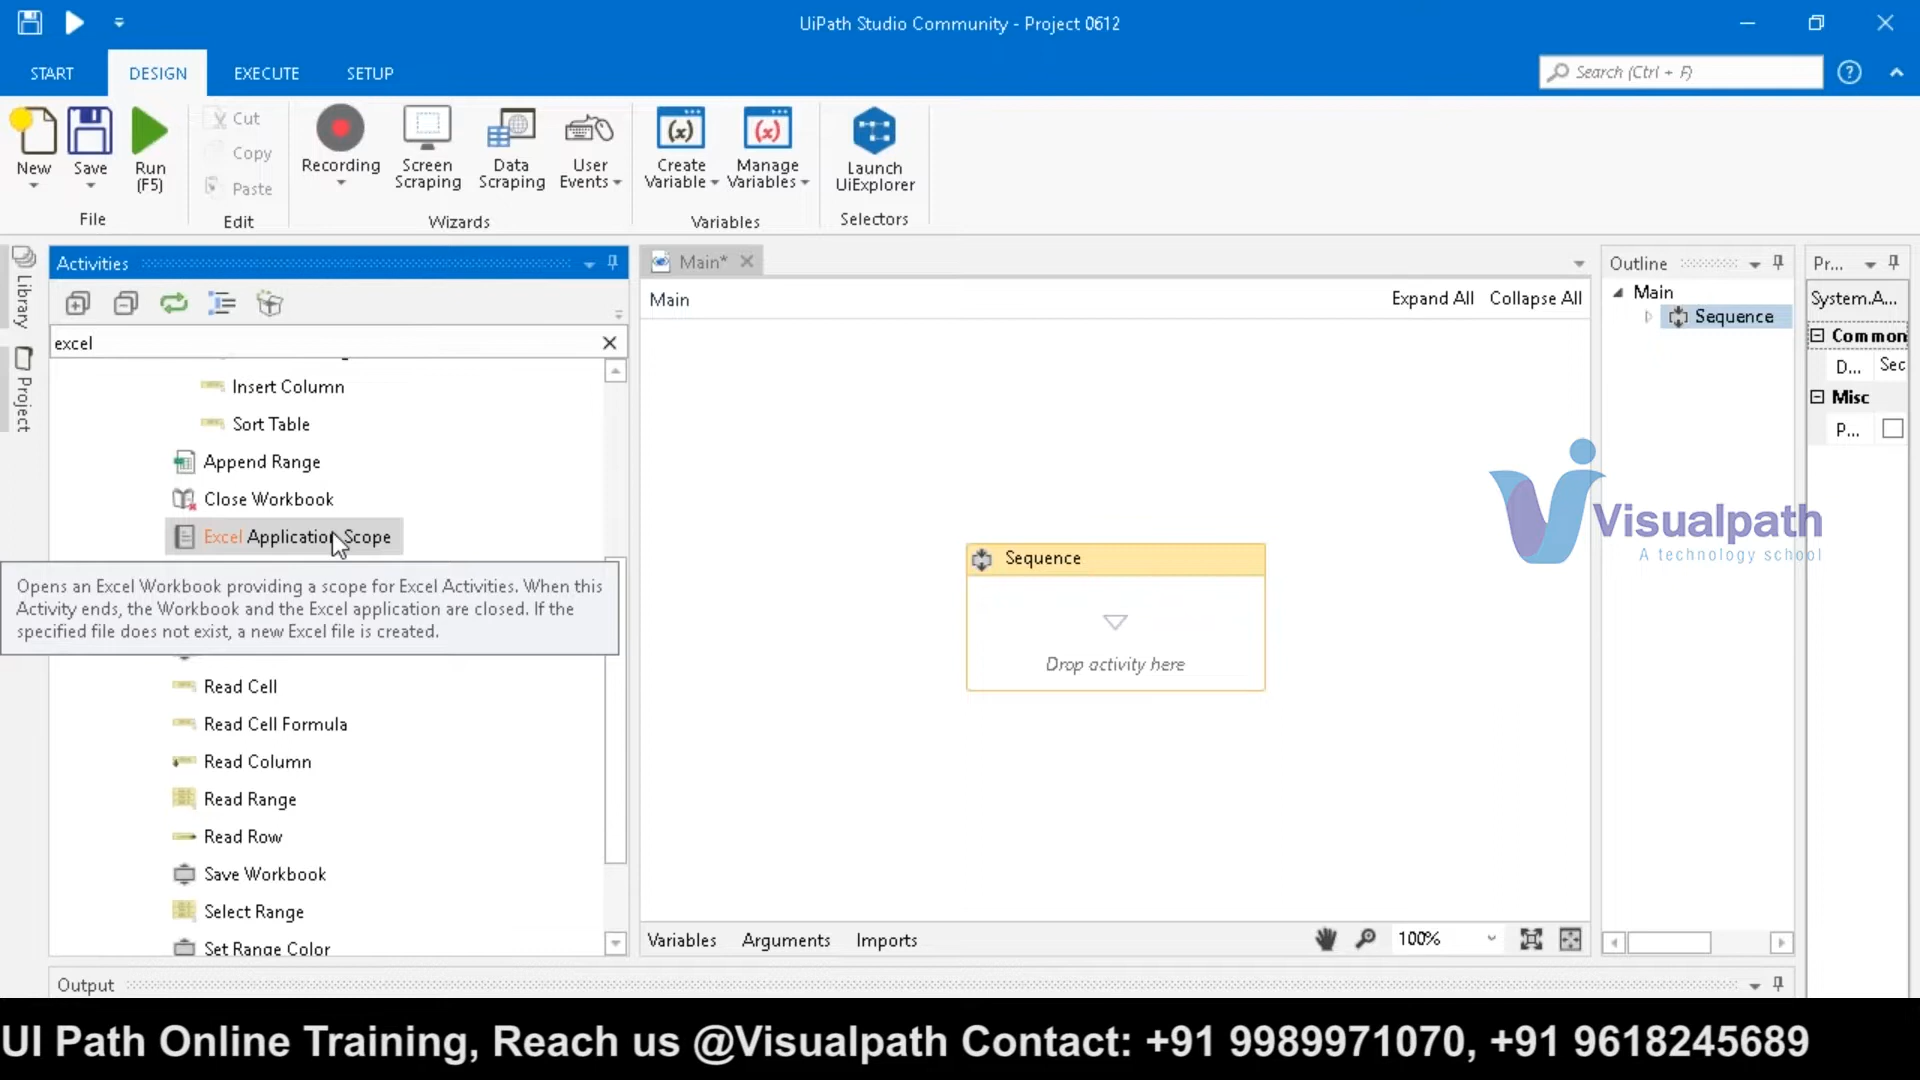 UiPath Studio Community - Project 0612
START
DESIGN
EXECUTE
SETUP
Search (Ctrl + F)
New
Save
Run
(F5)
File
Cut
Copy
Paste
Edit
Recording
Screen
Scraping
Data
Scraping
User
Events
Wizards
Create
Variable
Manage
Variables
Variables
Launch
UiExplorer
Selectors
Library
Project
Activities
excel
Insert Column
Sort Table
Append Range
Close Workbook
Excel Application Scope
Opens an Excel Workbook providing a scope for Excel Activities. When this
Activity ends, the Workbook and the Excel application are closed. If the
specified file does not exist, a new Excel file is created.
Read Cell
Read Cell Formula
Read Column
Read Range
Read Row
Save Workbook
Select Range
Set Range Color
Main*
Main
Expand All
Collapse All
Sequence
Drop activity here
Variables
Arguments
Imports
100%
Outline
Main
Sequence
Pr...
System.A...
Common
D...
Sec
Misc
P...
Visualpath
A technology school
Output
UI Path Online Training, Reach us @Visualpath Contact: +91 9989971070, +91 9618245689